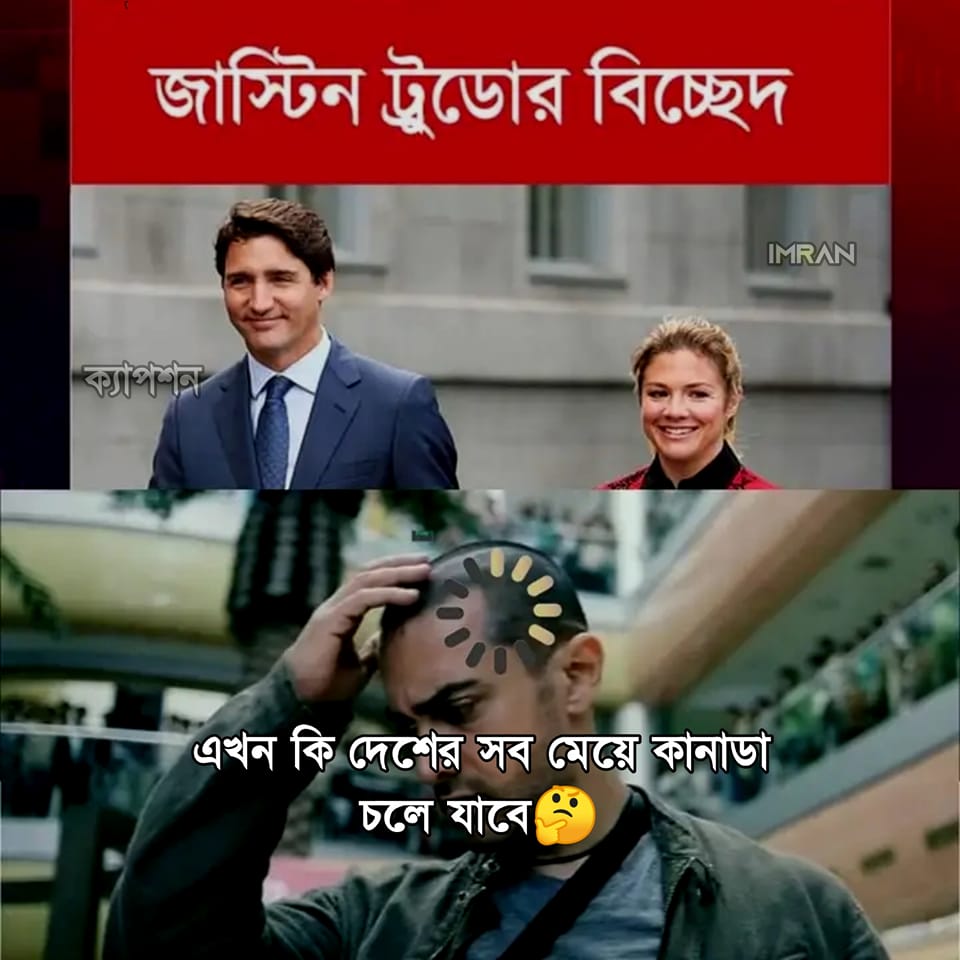 জাস্টিন ট্রুডোর বিচ্ছেদ
IMRAN
ক্যাপশন
এখন কি দেশের সব মেয়ে কানাডা
চলে যাবে🤔